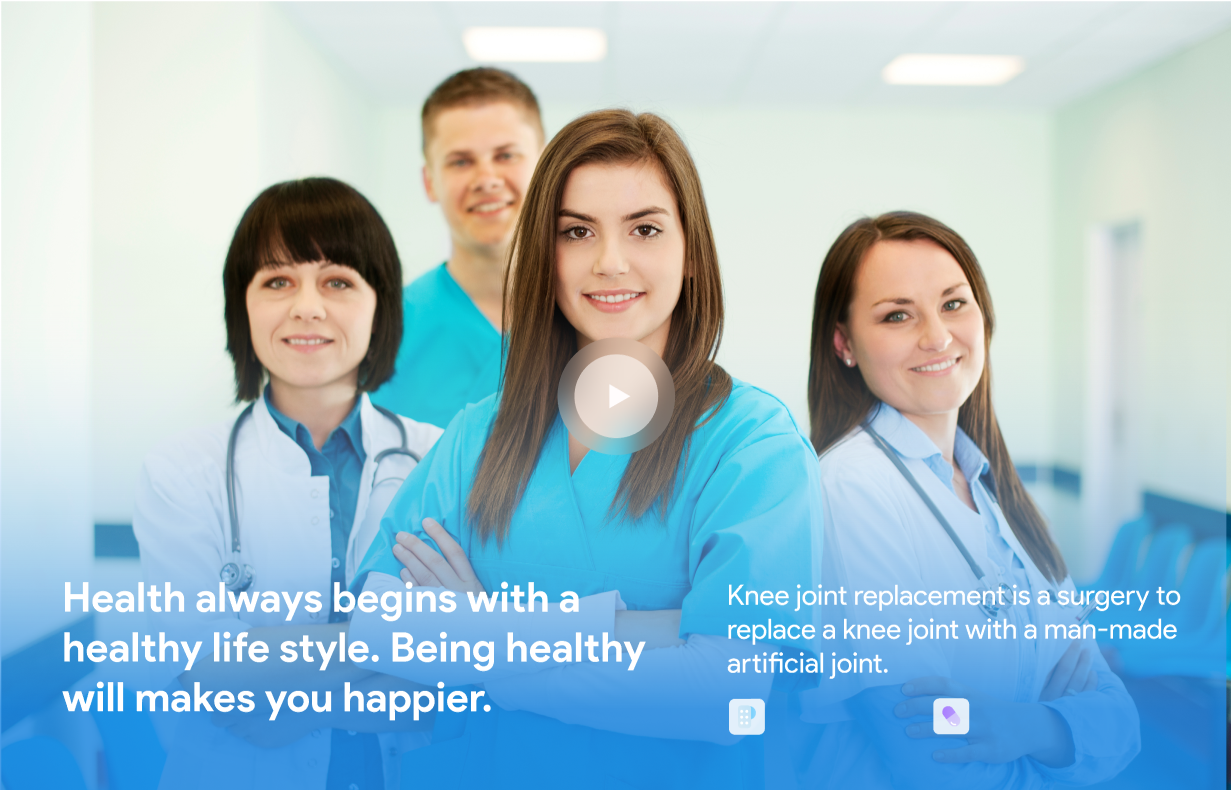 Health always begins with a
healthy life style. Being healthy
will makes you happier.
Knee joint replacement is a surgery to
replace a knee joint with a man-made
artificial joint.